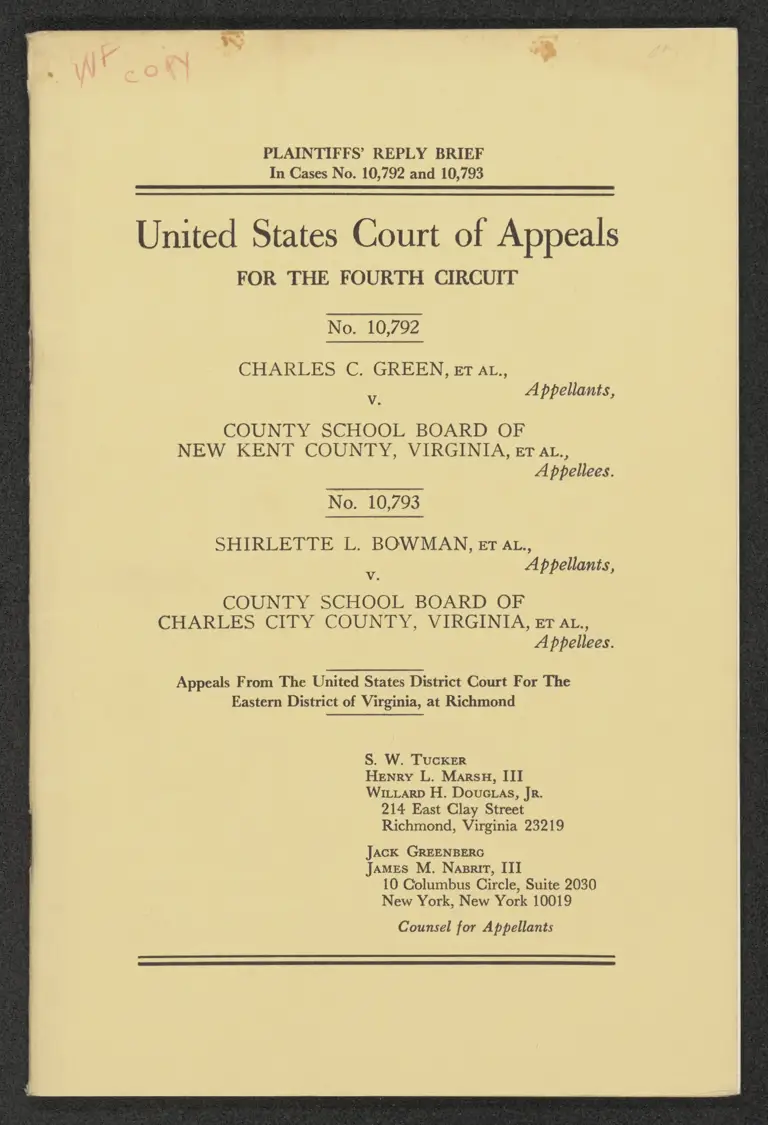 WF COPY
PLAINTIFFS' REPLY BRIEF
In Cases No. 10,792 and 10,793
United States Court of Appeals
FOR THE FOURTH CIRCUIT
No. 10,792
CHARLES C. GREEN, ET AL.,
Appellants,
v.
COUNTY SCHOOL BOARD OF
NEW KENT COUNTY, VIRGINIA, ET AL.,
Appellees.
No. 10,793
SHIRLETTE L. BOWMAN, ET AL.,
Appellants,
v.
COUNTY SCHOOL BOARD OF
CHARLES CITY COUNTY, VIRGINIA, ET AL.,
Appellees.
Appeals From The United States District Court For The
Eastern District of Virginia, at Richmond
S. W. TUCKER
HENRY L. MARSH, III
WILLARD H. DOUGLAS, JR.
214 East Clay Street
Richmond, Virginia 23219
JACK GREENBERG
JAMES M. NABRIT, III
10 Columbus Circle, Suite 2030
New York, New York 10019
Counsel for Appellants